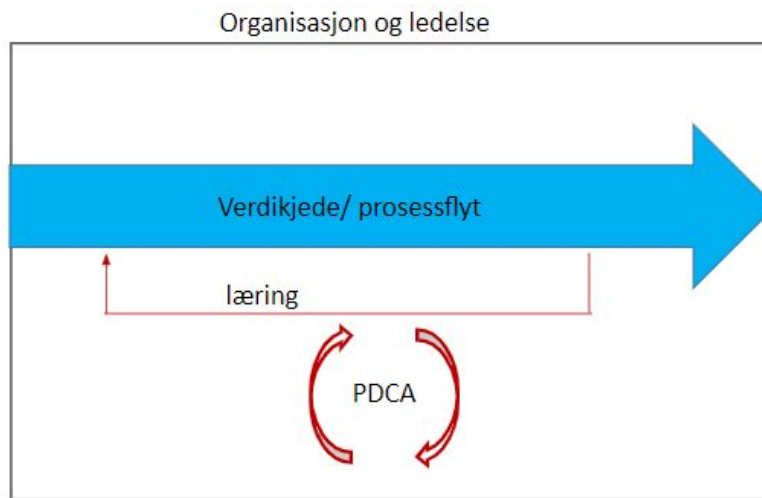 Organisasjon og ledelse
Verdikjede/ prosessflyt
læring
PDCA